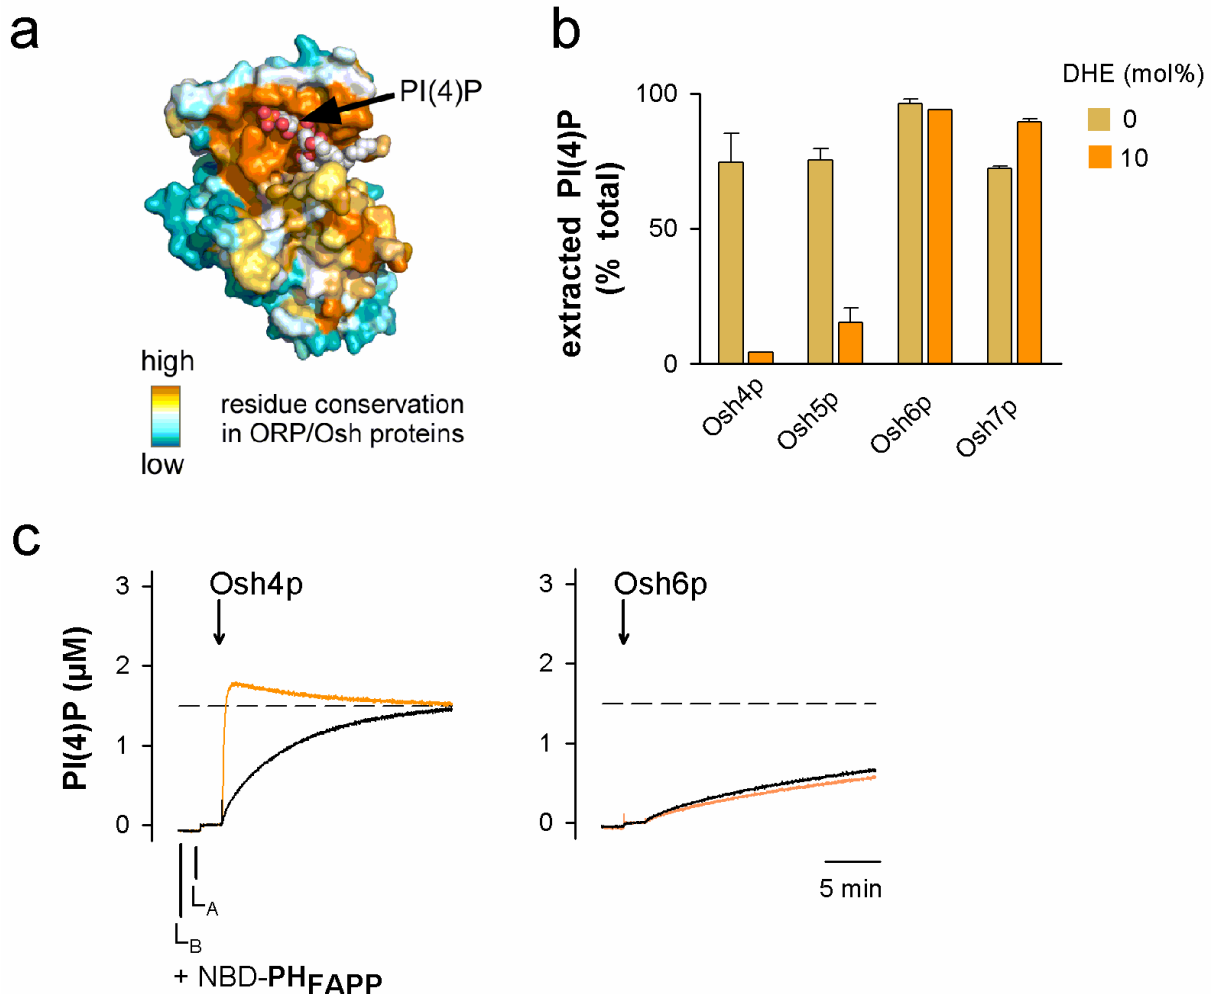 a
PI(4)P
high
low
residue conservation
in ORP/Osh proteins
b
extracted PI(4)P
(% total)
100
50
0
Osh4p
Osh5p
Osh6p
Osh7p
DHE (mol%)
0
10
c
PI(4)P (µM)
3
2
1
0
Osh4p
LA
LB
+ NBD-PHFAPP
3
2
1
0
Osh6p
5 min